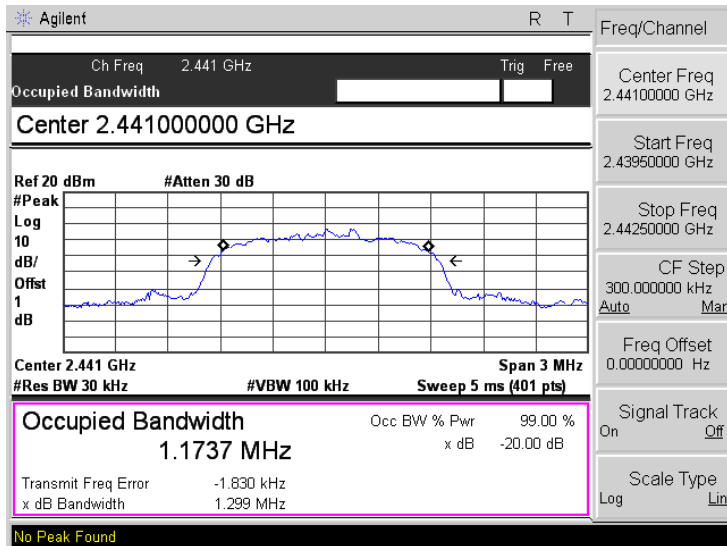 Agilent R T
Ch Freq 2.441 GHz Trig Free
Occupied Bandwidth
Center 2.441000000 GHz
Ref 20 dBm #Atten 30 dB
#Peak
Log
10
dB/
Offst
1
dB
Center 2.441 GHz Span 3 MHz
#Res BW 30 kHz #VBW 100 kHz Sweep 5 ms (401 pts)
Occupied Bandwidth Occ BW % Pwr 99.00 %
1.1737 MHz x dB -20.00 dB
Transmit Freq Error -1.830 kHz
x dB Bandwidth 1.299 MHz
No Peak Found
Freq/Channel
Center Freq
2.44100000 GHz
Start Freq
2.43950000 GHz
Stop Freq
2.44250000 GHz
CF Step
300.000000 kHz
Auto Man
Freq Offset
0.00000000 Hz
Signal Track
On Off
Scale Type
Log Lin